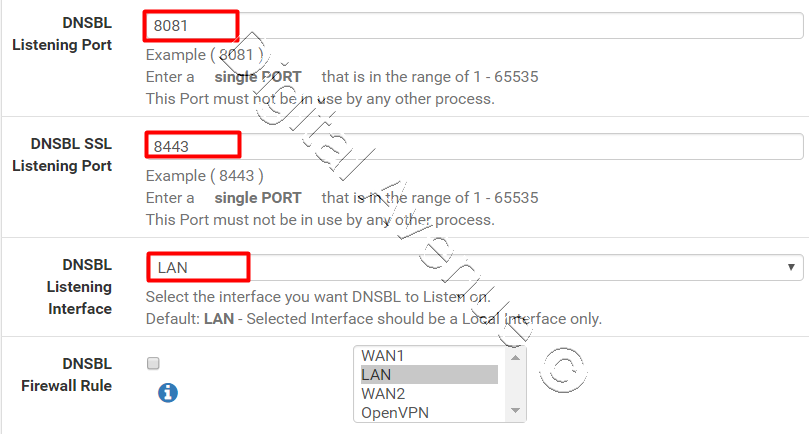 DNSBL
Listening Port
8081
Example ( 8081 )
Enter a single PORT that is in the range of 1 - 65535
This Port must not be in use by any other process.
DNSBL SSL
Listening Port
8443
Example ( 8443 )
Enter a single PORT that is in the range of 1 - 65535
This Port must not be in use by any other process.
DNSBL
Listening
Interface
LAN
Select the interface you want DNSBL to Listen on.
Default: LAN - Selected Interface should be a Local Interface only.
DNSBL
Firewall Rule
WAN1
LAN
WAN2
OpenVPN